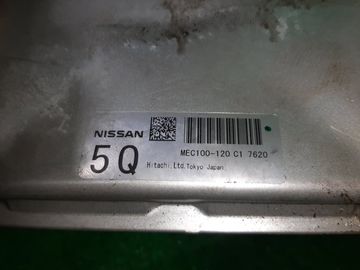 NISSAN
MEC100-120 C1 7620
5Q
Hitachi,Ltd.Tokyo Japan